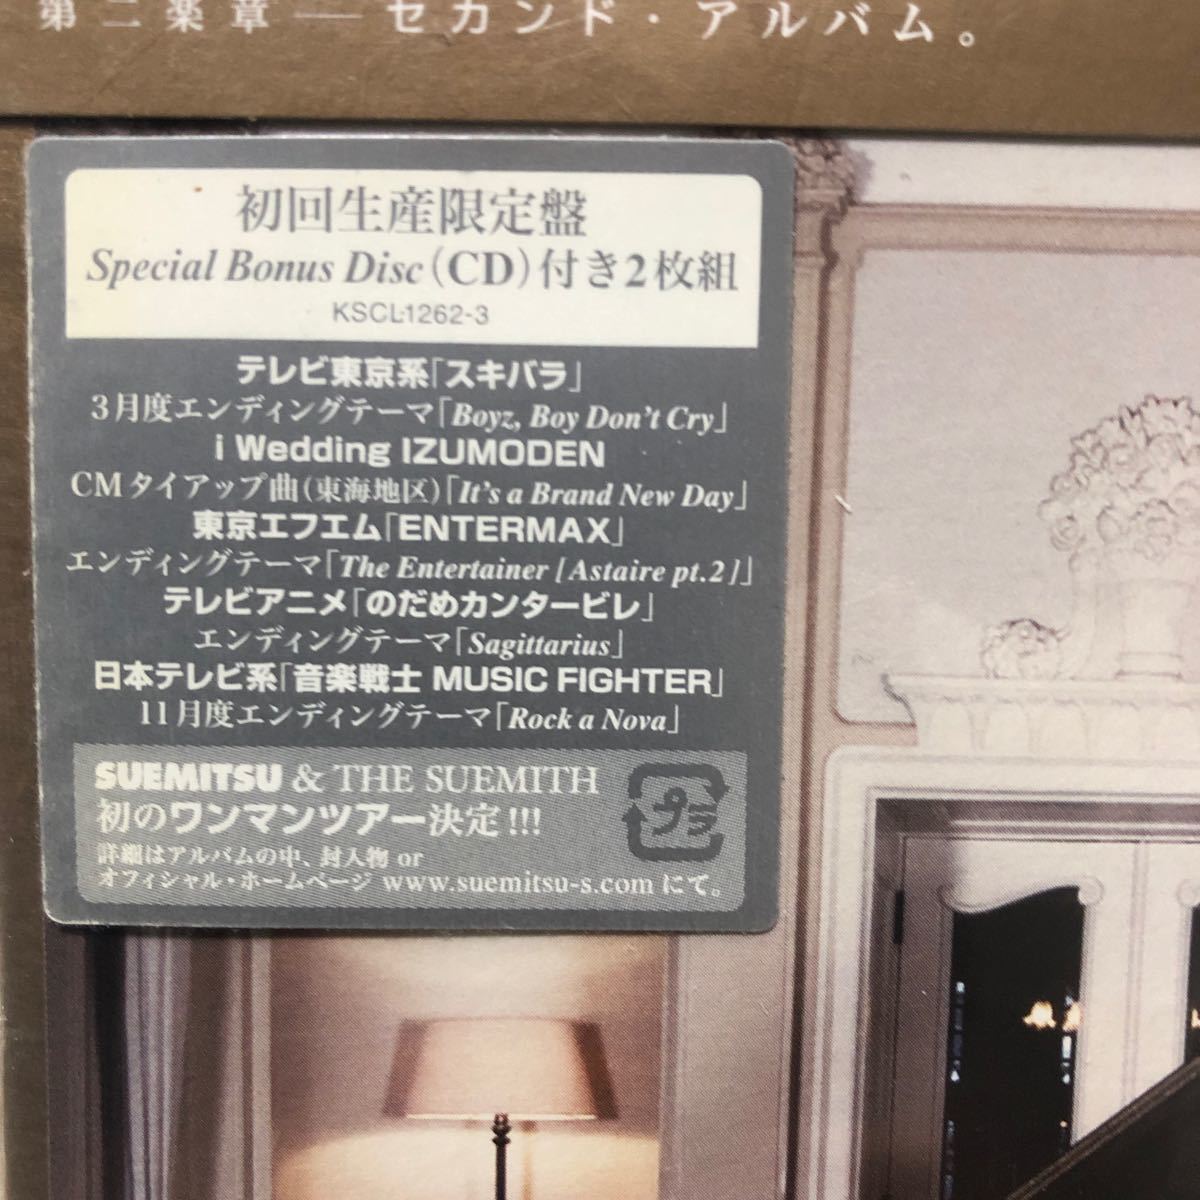 第二楽章 ── セカンド・アルバム。
初回生産限定盤
Special Bonus Disc (CD) 付き2枚組
KSCL1262-3
テレビ東京系「スキバラ」
3月度エンディングテーマ「Boyz, Boy Don't Cry」
i Wedding IZUMODEN
CMタイアップ曲(東海地区)「It's a Brand New Day」
東京エフエム「ENTERMAX」
エンディングテーマ「The Entertainer [Astaire pt.2]」
テレビアニメ「のだめカンタービレ」
エンディングテーマ「Sagittarius」
日本テレビ系「音楽戦士 MUSIC FIGHTER」
11月度エンディングテーマ「Rock a Nova」
SUEMITSU & THE SUEMITH
初のワンマンツアー決定!!!
プラ
詳細はアルバムの中、封入物 or
オフィシャル・ホームページ www.suemitsu-s.com にて。